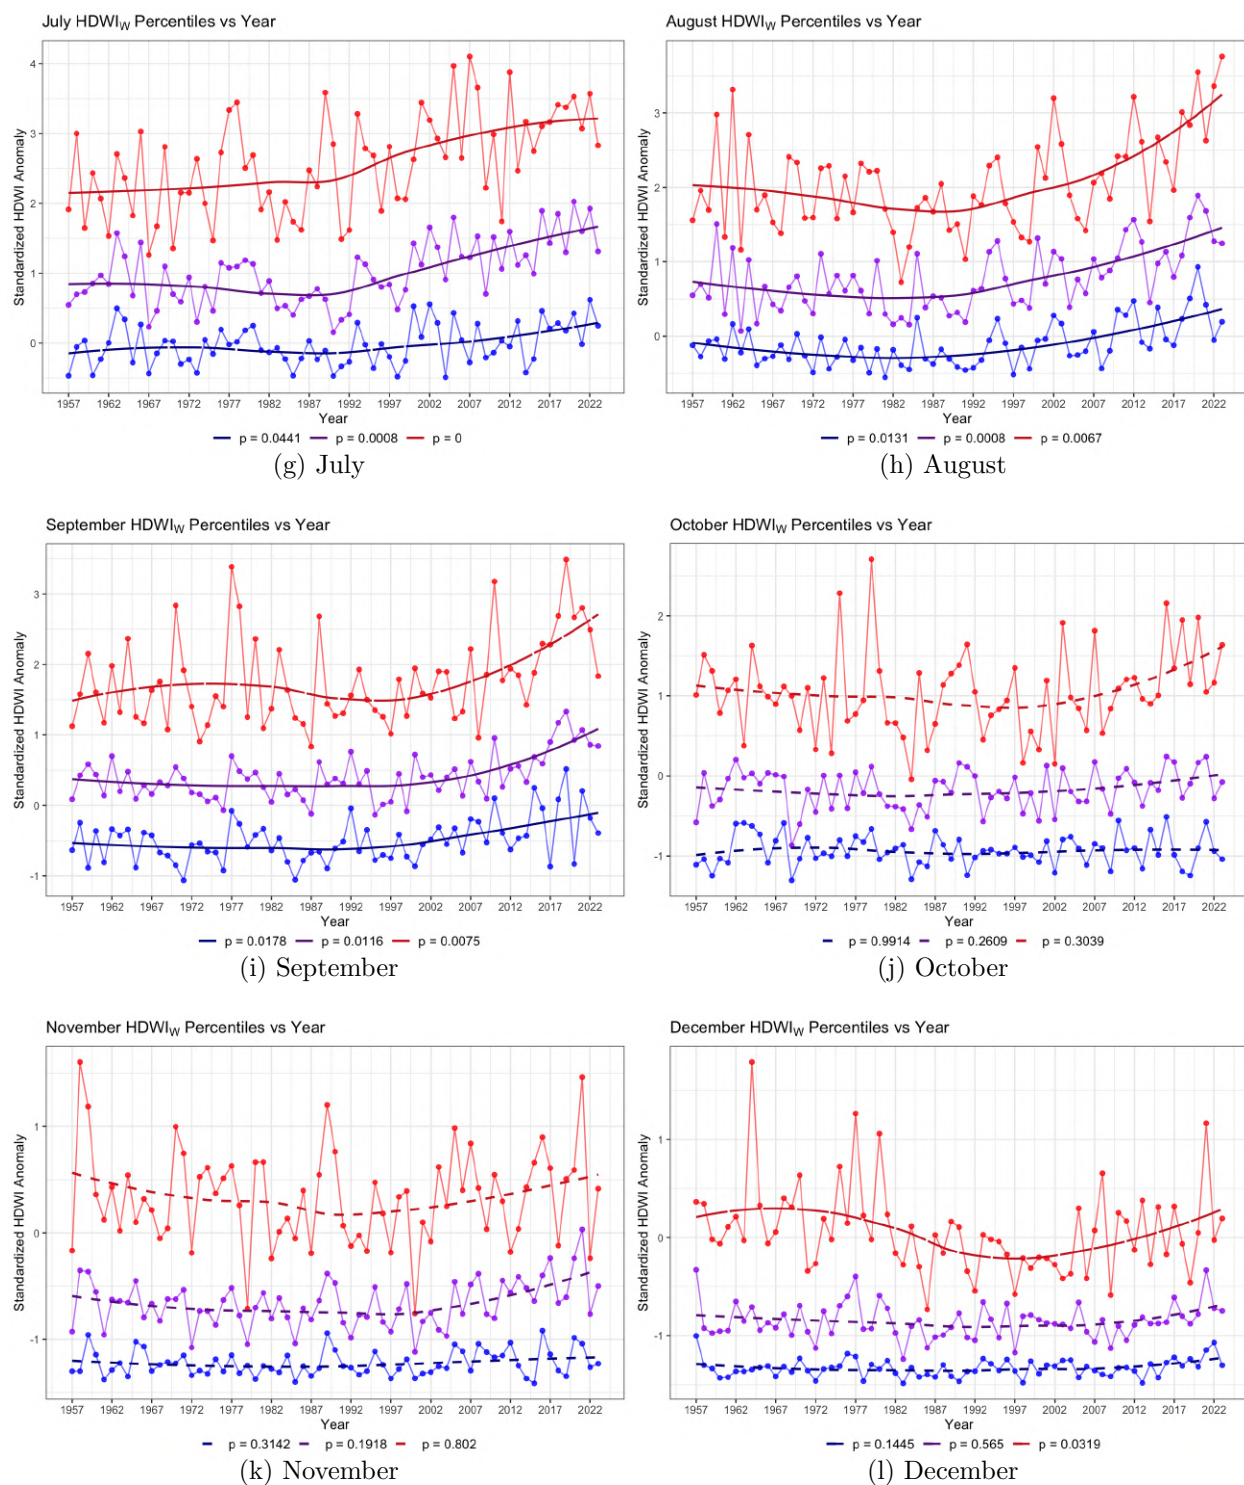 July HDWIW Percentiles vs Year
Standardized HDWI Anomaly
4
3
2
1
0
1957 1962 1967 1972 1977 1982 1987 1992 1997 2002 2007 2012 2017 2022
Year
p = 0.0441 p = 0.0008 p = 0
(g) July
August HDWIW Percentiles vs Year
Standardized HDWI Anomaly
3
2
1
0
1957 1962 1967 1972 1977 1982 1987 1992 1997 2002 2007 2012 2017 2022
Year
p = 0.0131 p = 0.0008 p = 0.0067
(h) August
September HDWIW Percentiles vs Year
Standardized HDWI Anomaly
3
2
1
0
-1
1957 1962 1967 1972 1977 1982 1987 1992 1997 2002 2007 2012 2017 2022
Year
p = 0.0178 p = 0.0116 p = 0.0075
(i) September
October HDWIW Percentiles vs Year
Standardized HDWI Anomaly
2
1
0
-1
1957 1962 1967 1972 1977 1982 1987 1992 1997 2002 2007 2012 2017 2022
Year
p = 0.9914 p = 0.2609 p = 0.3039
(j) October
November HDWIW Percentiles vs Year
Standardized HDWI Anomaly
1
0
-1
1957 1962 1967 1972 1977 1982 1987 1992 1997 2002 2007 2012 2017 2022
Year
p = 0.3142 p = 0.1918 p = 0.802
(k) November
December HDWIW Percentiles vs Year
Standardized HDWI Anomaly
1
0
-1
1957 1962 1967 1972 1977 1982 1987 1992 1997 2002 2007 2012 2017 2022
Year
p = 0.1445 p = 0.565 p = 0.0319
(l) December